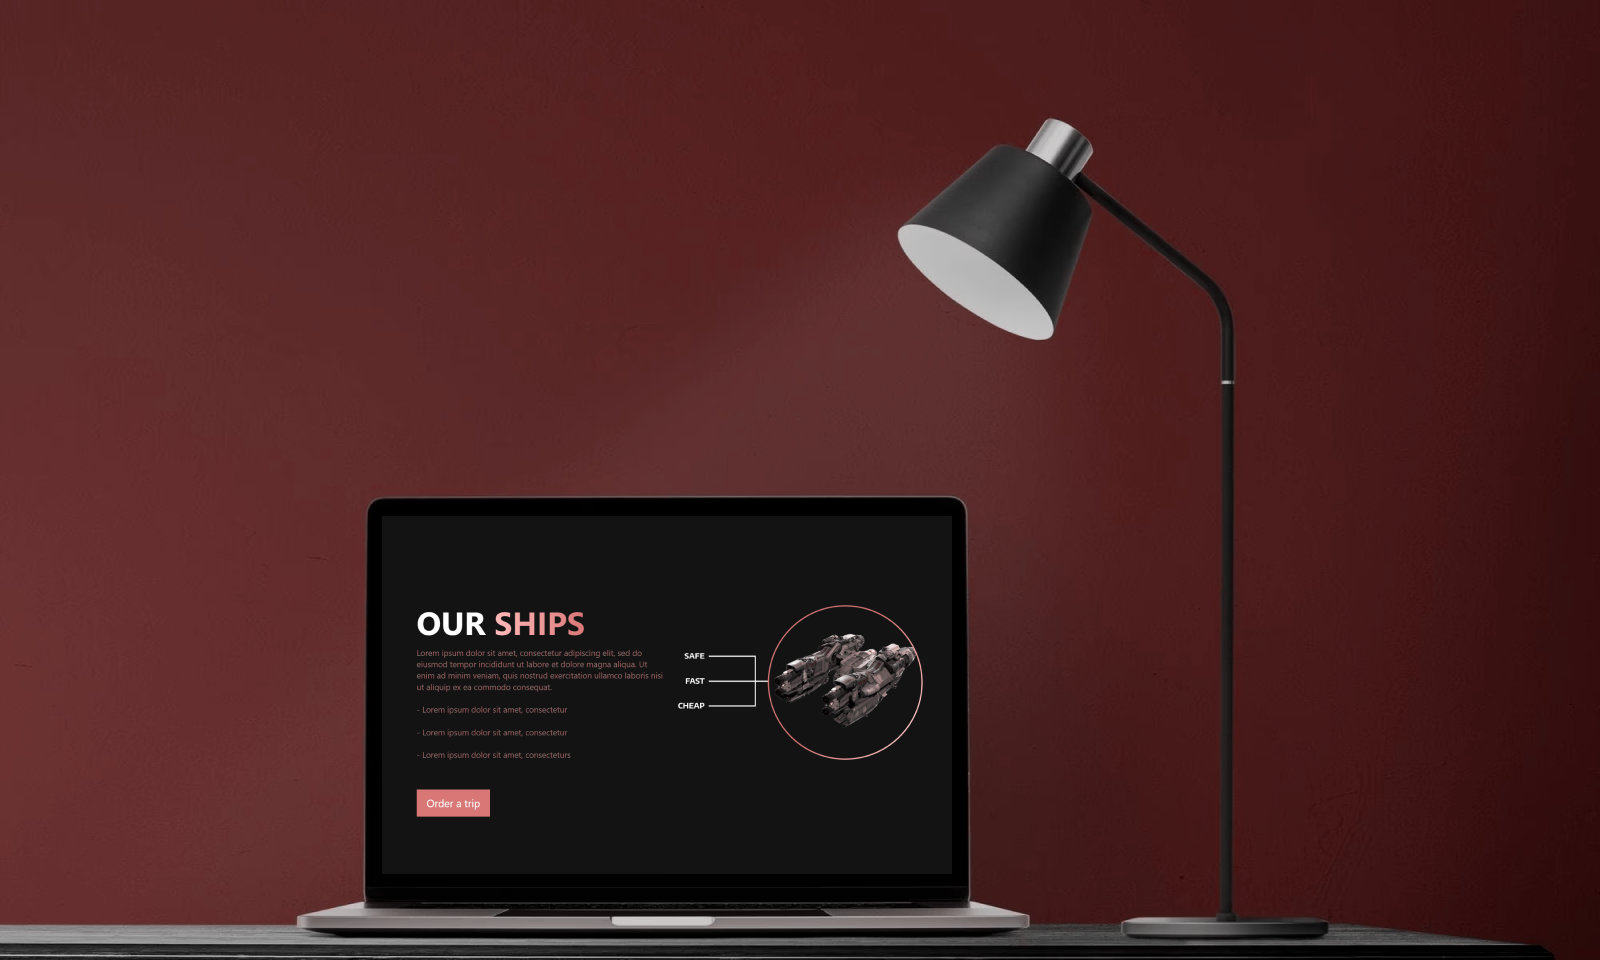 OUR SHIPS
Lorem ipsum dolor sit amet, consectetur adipiscing elit, sed do
eiusmod tempor incididunt ut labore et dolore magna aliqua. Ut
enim ad minim veniam, quis nostrud exercitation ullamco laboris nisi
ut aliquip ex ea commodo consequat.
- Lorem ipsum dolor sit amet, consectetur
- Lorem ipsum dolor sit amet, consectetur
- Lorem ipsum dolor sit amet, consecteturs
Order a trip
SAFE
FAST
CHEAP